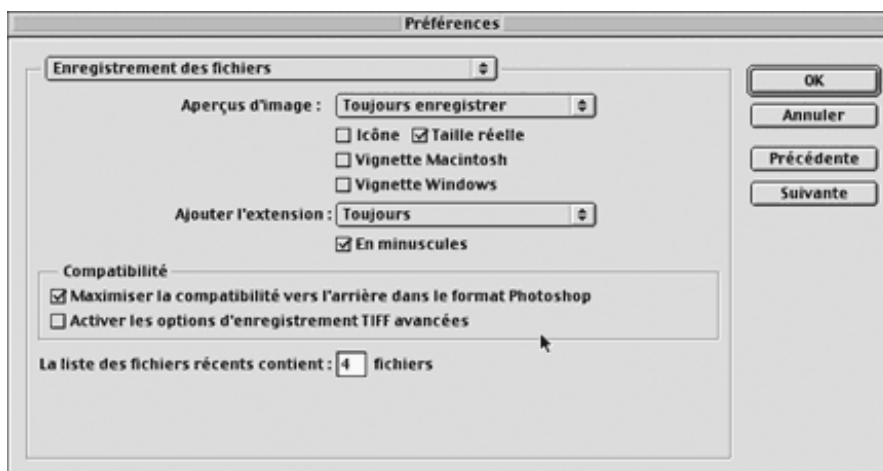 Préférences
Enregistrement des fichiers
OK
Aperçus d'image : Toujours enregistrer
Annuler
Icône Taille réelle
Vignette Macintosh
Précédente
Vignette Windows
Suivante
Ajouter l'extension : Toujours
En minuscules
Compatibilité
Maximiser la compatibilité vers l'arrière dans le format Photoshop
Activer les options d'enregistrement TIFF avancées
La liste des fichiers récents contient : 4 fichiers